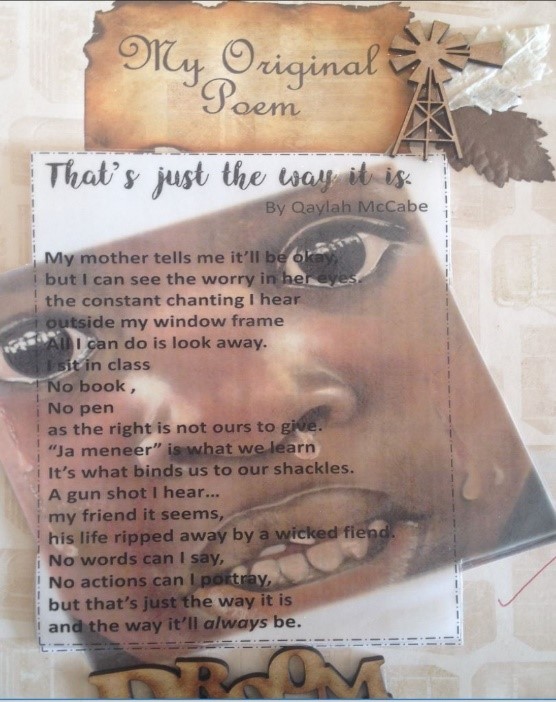 My Original
Poem
That's just the way it is.
By Qaylah McCabe
My mother tells me it'll be okay,
but I can see the worry in her eyes.
the constant chanting I hear
outside my window frame
All I can do is look away.
I sit in class
No book ,
No pen
as the right is not ours to give.
“Ja meneer” is what we learn
It's what binds us to our shackles.
A gun shot I hear...
my friend it seems,
his life ripped away by a wicked fiend.
No words can I say,
No actions can I portray,
but that's just the way it is
and the way it'll always be.
DROOM